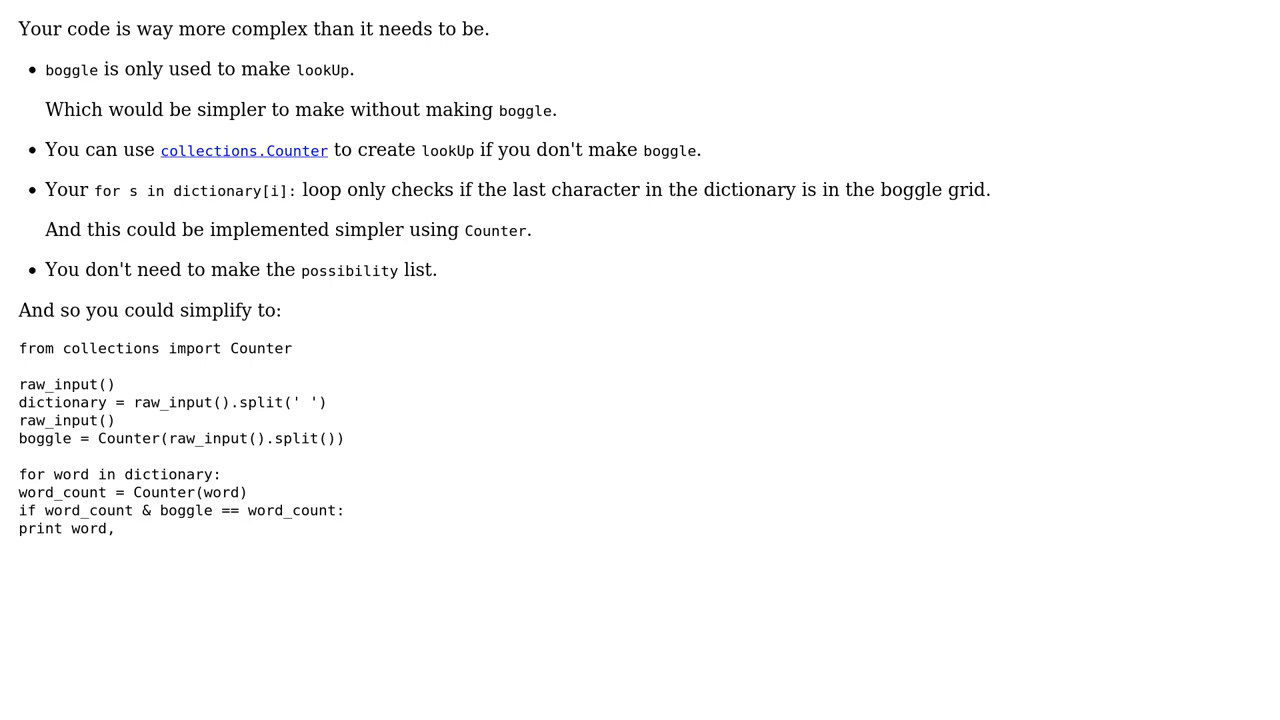 Your code is way more complex than it needs to be.
boggle is only used to make lookUp.
Which would be simpler to make without making boggle.
You can use collections.Counter to create lookUp if you don't make boggle.
Your for s in dictionary[i]: loop only checks if the last character in the dictionary is in the boggle grid.
And this could be implemented simpler using Counter.
You don't need to make the possibility list.
And so you could simplify to:
from collections import Counter
raw_input()
dictionary = raw_input().split(' ')
raw_input()
boggle = Counter(raw_input().split())
for word in dictionary:
word_count = Counter(word)
if word_count & boggle == word_count:
print word,